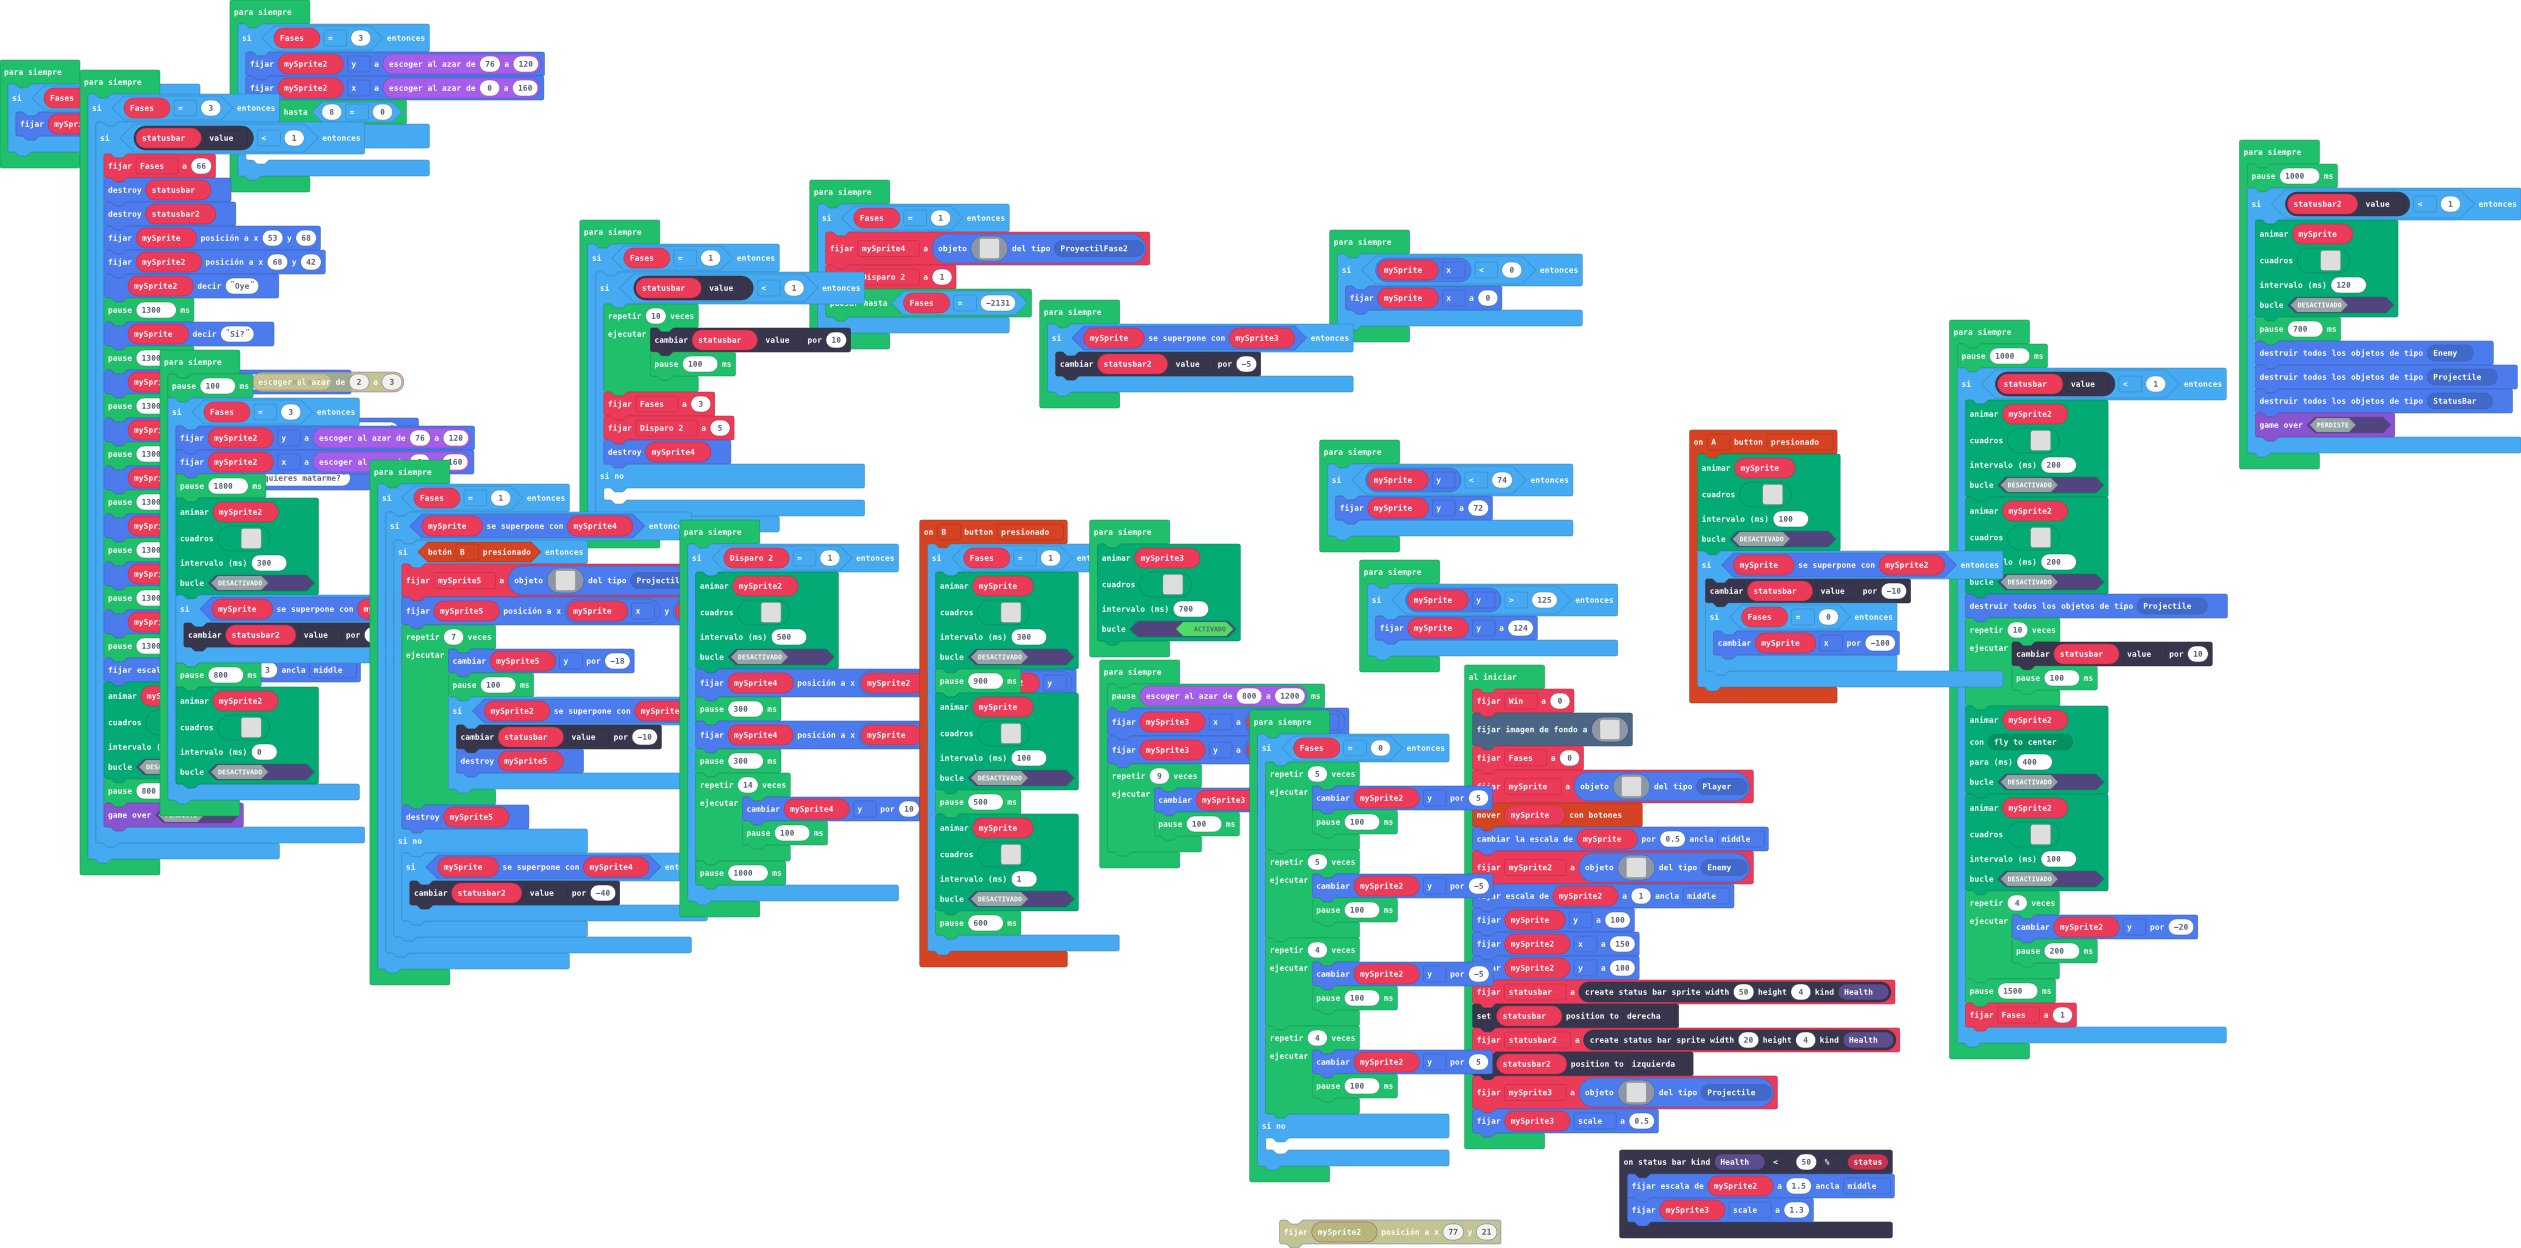 para siempre
si Fases
fijar mySpri
para siempre
si Fases = 3 entonces
fijar mySprite2 y a escoger al azar de 76 a 120
fijar mySprite2 x a escoger al azar de 0 a 160
hasta 8 = 0
para siempre
si Fases = 3 entonces
si statusbar value < 1 entonces
fijar Fases a 66
destroy statusbar
destroy statusbar2
fijar mySprite posición a x 53 y 68
fijar mySprite2 posición a x 68 y 42
mySprite2 decir "Oye"
pause 1300 ms
mySprite decir "Si?"
pause 1300
mySpri
pause 1300
mySpri
pause 1300
mySpri quieres matarme?
pause 1300
mySpri
pause 1300
mySpri
pause 1300
mySpri
pause 1300
fijar escal 3 ancla middle
animar myS
cuadros
intervalo (
bucle DESA
pause 800
game over PERDISTE
para siempre
pause 100 ms
escoger al azar de 2 a 3
si Fases = 3 entonces
fijar mySprite2 y a escoger al azar de 76 a 120
fijar mySprite2 x a escoger al 160
pause 1800 ms
animar mySprite2
cuadros
intervalo (ms) 300
bucle DESACTIVADO
si mySprite se superpone con m
cambiar statusbar2 value por
pause 800 ms
animar mySprite2
cuadros
intervalo (ms) 0
bucle DESACTIVADO
para siempre
si Fases = 1 entonces
si mySprite se superpone con mySprite4 entonc
si botón B presionado entonces
fijar mySprite5 a objeto del tipo Projectil
fijar mySprite5 posición a x mySprite x y
repetir 7 veces
ejecutar cambiar mySprite5 y por -18
pause 100 ms
si mySprite2 se superpone con mySprite
cambiar statusbar value por -10
destroy mySprite5
destroy mySprite5
si no
si mySprite se superpone con mySprite4 ent
cambiar statusbar2 value por -40
para siempre
si Fases = 1 entonces
si statusbar value < 1 entonces
repetir 10 veces
ejecutar cambiar statusbar value por 10
pause 100 ms
fijar Fases a 3
fijar Disparo 2 a 5
destroy mySprite4
si no
para siempre
si Fases = 1 entonces
fijar mySprite4 a objeto del tipo ProyectilFase2
Disparo 2 a 1
hasta Fases = -2131
para siempre
si Disparo 2 = 1 entonces
animar mySprite2
cuadros
intervalo (ms) 500
bucle DESACTIVADO
fijar mySprite4 posición a x mySprite2
pause 300 ms
fijar mySprite4 posición a x mySprite
pause 300 ms
repetir 14 veces
ejecutar cambiar mySprite4 y por 10
pause 100 ms
pause 1000 ms
on B button presionado
si Fases = 1 ent
animar mySprite
cuadros
intervalo (ms) 300
bucle DESACTIVADO
pause 900 ms
y
animar mySprite
cuadros
intervalo (ms) 100
bucle DESACTIVADO
pause 500 ms
animar mySprite
cuadros
intervalo (ms) 1
bucle DESACTIVADO
pause 600 ms
para siempre
si mySprite se superpone con mySprite3 entonces
cambiar statusbar2 value por -5
para siempre
animar mySprite3
cuadros
intervalo (ms) 700
bucle ACTIVADO
para siempre
pause escoger al azar de 800 a 1200 ms
fijar mySprite3 x a
fijar mySprite3 y a
repetir 9 veces
ejecutar cambiar mySprite3
pause 100 ms
para siempre
si mySprite x < 0 entonces
fijar mySprite x a 0
para siempre
si mySprite y < 74 entonces
fijar mySprite y a 72
para siempre
si mySprite y > 125 entonces
fijar mySprite y a 124
para siempre
si Fases = 0 entonces
repetir 5 veces
ejecutar cambiar mySprite2 y por 5
pause 100 ms
repetir 5 veces
ejecutar cambiar mySprite2 y por -5
pause 100 ms
repetir 4 veces
ejecutar cambiar mySprite2 y por -5
pause 100 ms
repetir 4 veces
ejecutar cambiar mySprite2 y por 5
pause 100 ms
si no
fijar mySprite2 posición a x 77 y 21
al iniciar
fijar Win a 0
fijar imagen de fondo a
fijar Fases a 0
mySprite a objeto del tipo Player
mover mySprite con botones
cambiar la escala de mySprite por 0.5 ancla middle
fijar mySprite2 a objeto del tipo Enemy
escala de mySprite2 a 1 ancla middle
fijar mySprite y a 100
fijar mySprite2 x a 150
mySprite2 y a 100
fijar statusbar a create status bar sprite width 50 height 4 kind Health
set statusbar position to derecha
fijar statusbar2 a create status bar sprite width 20 height 4 kind Health
statusbar2 position to izquierda
fijar mySprite3 a objeto del tipo Projectile
fijar mySprite3 scale a 0.5
on status bar kind Health < 50 % status
fijar escala de mySprite2 a 1.5 ancla middle
fijar mySprite3 scale a 1.3
on A button presionado
animar mySprite
cuadros
intervalo (ms) 100
bucle DESACTIVADO
si mySprite se superpone con mySprite2 entonces
cambiar statusbar value por -10
si Fases = 0 entonces
cambiar mySprite x por -100
para siempre
pause 1000 ms
si statusbar value < 1 entonces
animar mySprite2
cuadros
intervalo (ms) 200
bucle DESACTIVADO
animar mySprite2
cuadros
lo (ms) 200
bucle DESACTIVADO
destruir todos los objetos de tipo Projectile
repetir 10 veces
ejecutar cambiar statusbar value por 10
pause 100 ms
animar mySprite2
con fly to center
para (ms) 400
bucle DESACTIVADO
animar mySprite2
cuadros
intervalo (ms) 100
bucle DESACTIVADO
repetir 4 veces
ejecutar cambiar mySprite2 y por -20
pause 200 ms
pause 1500 ms
fijar Fases a 1
para siempre
pause 1000 ms
si statusbar2 value < 1 entonces
animar mySprite
cuadros
intervalo (ms) 120
bucle DESACTIVADO
pause 700 ms
destruir todos los objetos de tipo Enemy
destruir todos los objetos de tipo Projectile
destruir todos los objetos de tipo StatusBar
game over PERDISTE